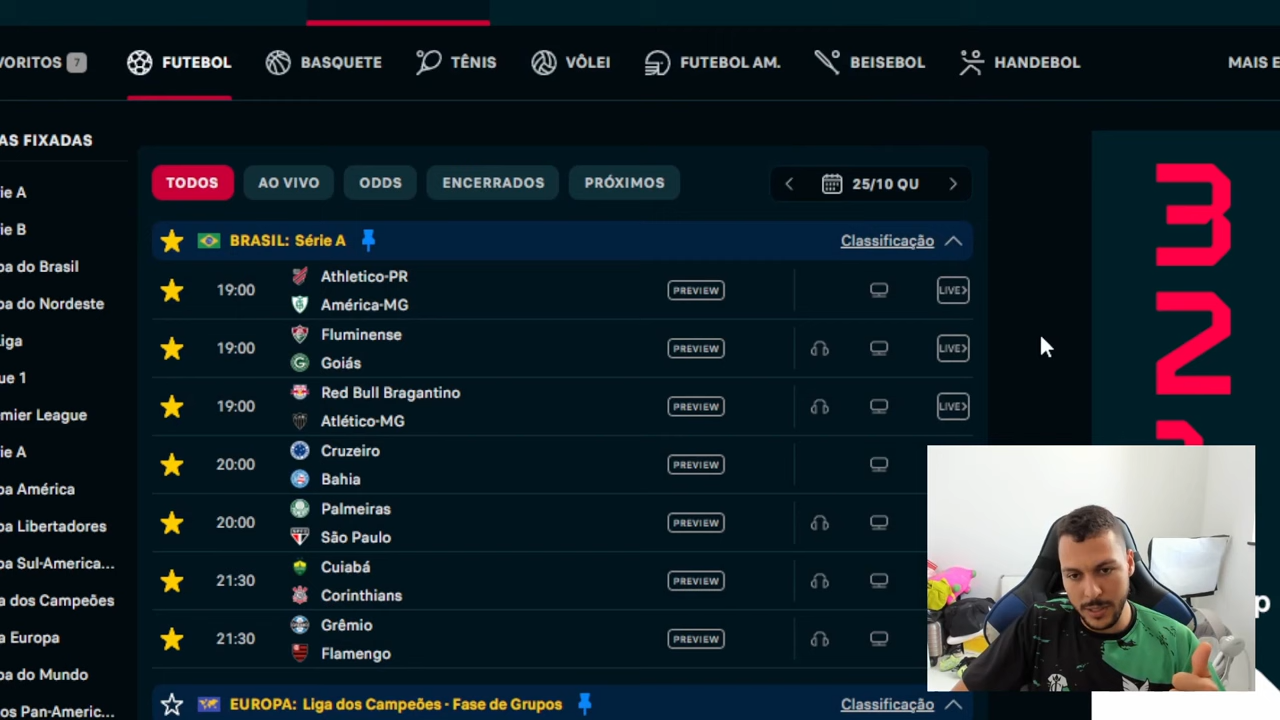 VORITOS 7 FUTEBOL BASQUETE TÊNIS VÔLEI FUTEBOL AM. BEISEBOL HANDEBOL MAIS E
AS FIXADAS
ie A
ie B
pa do Brasil
pa do Nordeste
Liga
ue 1
mier League
ie A
pa América
pa Libertadores
pa Sul-America...
a dos Campeões
a Europa
pa do Mundo
os Pan-Americ...
TODOS AO VIVO ODDS ENCERRADOS PRÓXIMOS 25/10 QU
BRASIL: Série A Classificação
19:00 Athletico-PR PREVIEW LIVE>
América-MG
19:00 Fluminense PREVIEW LIVE>
Goiás
19:00 Red Bull Bragantino PREVIEW LIVE>
Atlético-MG
20:00 Cruzeiro PREVIEW
Bahia
20:00 Palmeiras PREVIEW
São Paulo
21:30 Cuiabá PREVIEW
Corinthians
21:30 Grêmio PREVIEW
Flamengo
EUROPA: Liga dos Campeões - Fase de Grupos Classificação